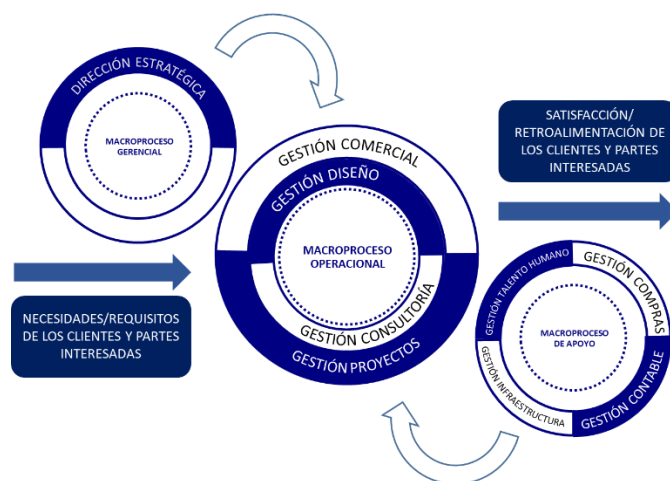 DIRECCIÓN ESTRATÉGICA
MACROPROCESO
GERENCIAL
NECESIDADES/REQUISITOS
DE LOS CLIENTES Y PARTES
INTERESADAS
GESTIÓN COMERCIAL
GESTIÓN DISEÑO
MACROPROCESO
OPERACIONAL
GESTIÓN CONSULTORÍA
GESTIÓN PROYECTOS
SATISFACCIÓN/
RETROALIMENTACIÓN DE
LOS CLIENTES Y PARTES
INTERESADAS
GESTIÓN TALENTO HUMANO
GESTIÓN COMPRAS
MACROPROCESO
DE APOYO
GESTIÓN INFRAESTRUCTURA
GESTIÓN CONTABLE